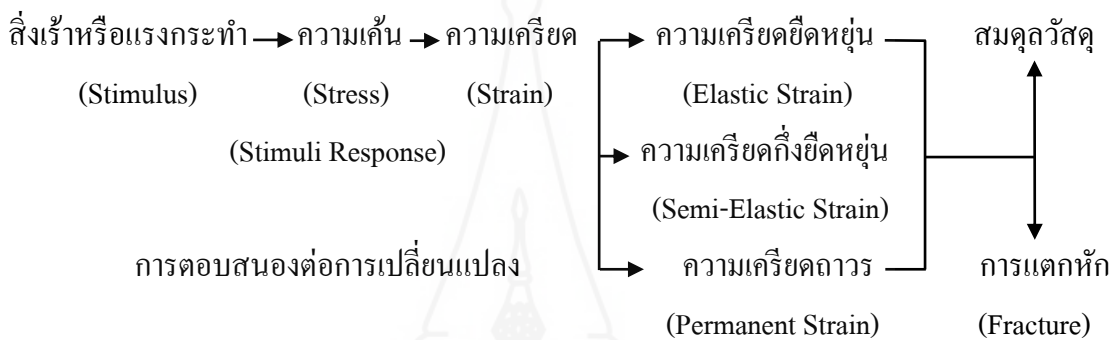 สิ่งเร้าหรือแรงกระทำ ความเค้น ความเครียด ความเครียดยืดหยุ่น สมดุลวัสดุ
(Stimulus) (Stress) (Strain) (Elastic Strain)
(Stimuli Response) ความเครียดกึ่งยืดหยุ่น
(Semi-Elastic Strain)
การตอบสนองต่อการเปลี่ยนแปลง ความเครียดถาวร การแตกหัก
(Permanent Strain) (Fracture)